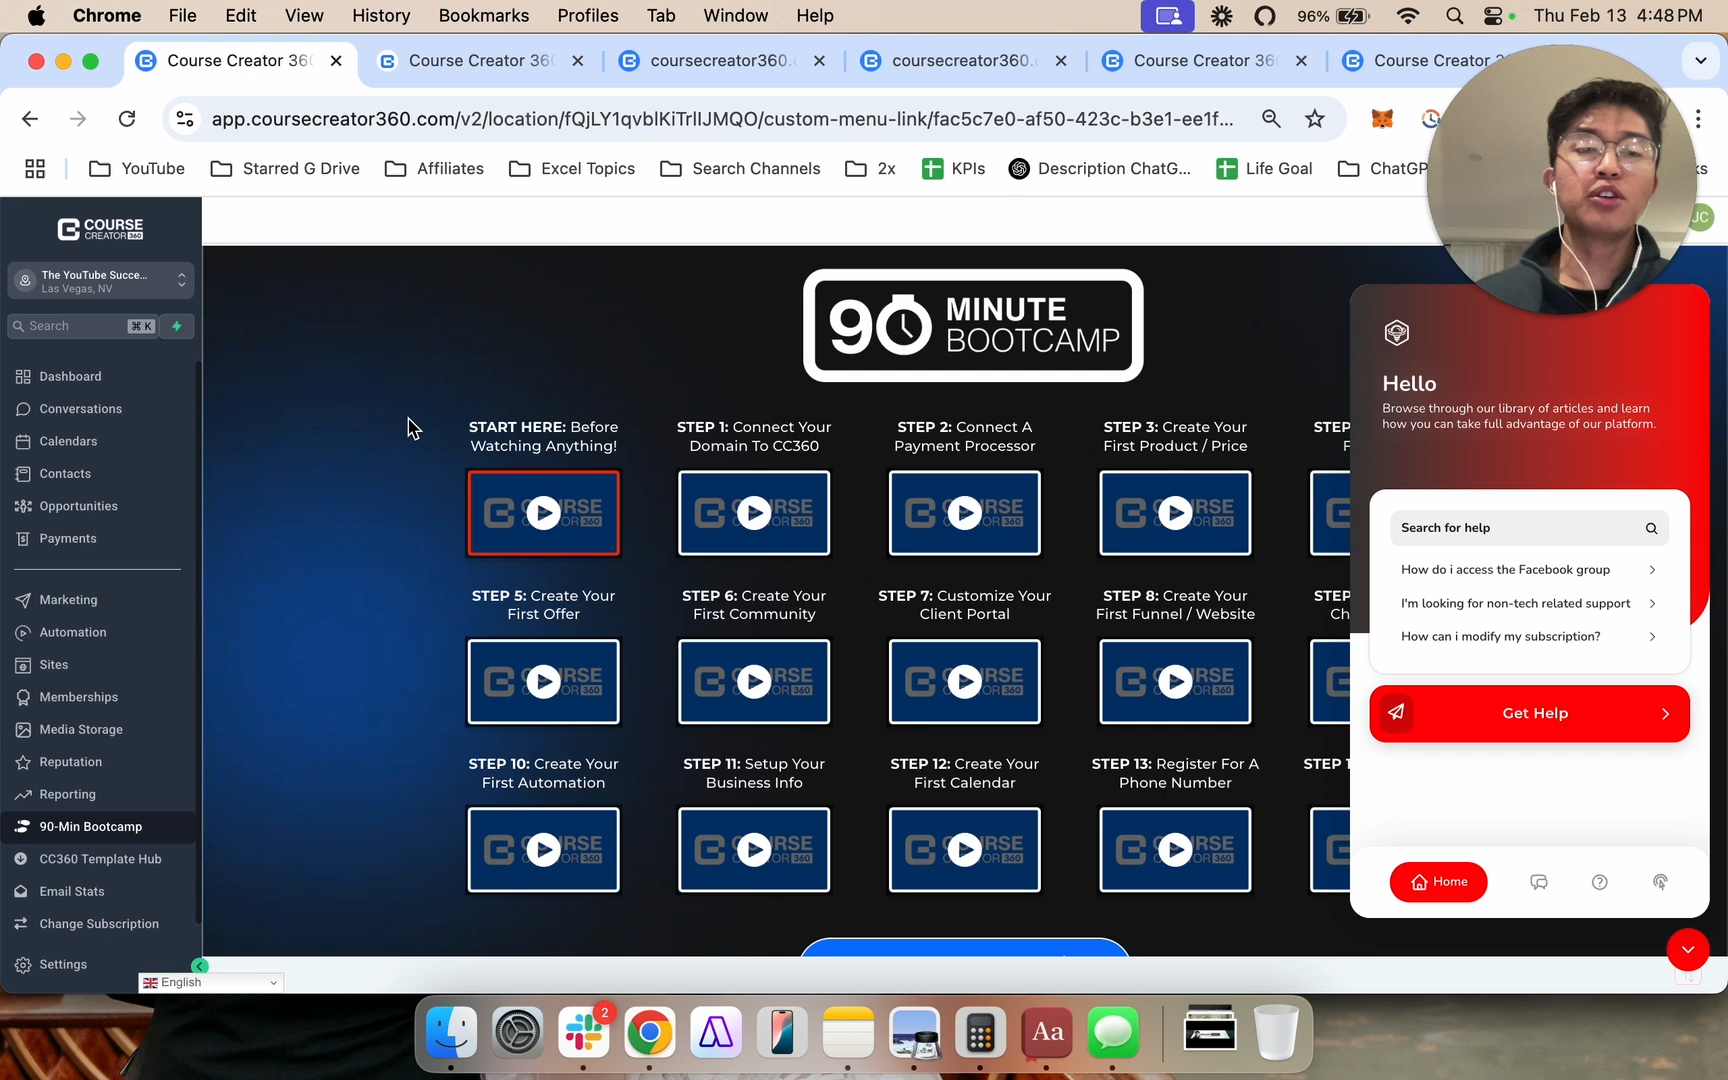 Chrome File Edit View History Bookmarks Profiles Tab Window Help 96% Thu Feb 13 4:48 PM
Course Creator 36 Course Creator 36 coursecreator360. coursecreator360. Course Creator 36 Course Creator
app.coursecreator360.com/v2/location/fQjLY1qvblKiTrlIJMQO/custom-menu-link/fac5c7e0-af50-423c-b3e1-ee1f...
YouTube Starred G Drive Affiliates Excel Topics Search Channels 2x KPIs Description ChatG... Life Goal ChatGP ks
COURSE
CREATOR 360
JC
The YouTube Succe...
Las Vegas, NV
Search ⌘ K
Dashboard
Conversations
Calendars
Contacts
Opportunities
Payments
Marketing
Automation
Sites
Memberships
Media Storage
Reputation
Reporting
90-Min Bootcamp
CC360 Template Hub
Email Stats
Change Subscription
Settings
English
90 MINUTE
BOOTCAMP
START HERE: Before
Watching Anything!
STEP 1: Connect Your
Domain To CC360
STEP 2: Connect A
Payment Processor
STEP 3: Create Your
First Product / Price
STEP
F
STEP 5: Create Your
First Offer
STEP 6: Create Your
First Community
STEP 7: Customize Your
Client Portal
STEP 8: Create Your
First Funnel / Website
STEP
Ch
STEP 10: Create Your
First Automation
STEP 11: Setup Your
Business Info
STEP 12: Create Your
First Calendar
STEP 13: Register For A
Phone Number
STEP 1
Hello
Browse through our library of articles and learn
how you can take full advantage of our platform.
Search for help
How do i access the Facebook group
I'm looking for non-tech related support
How can i modify my subscription?
Get Help
Home
2
Aa